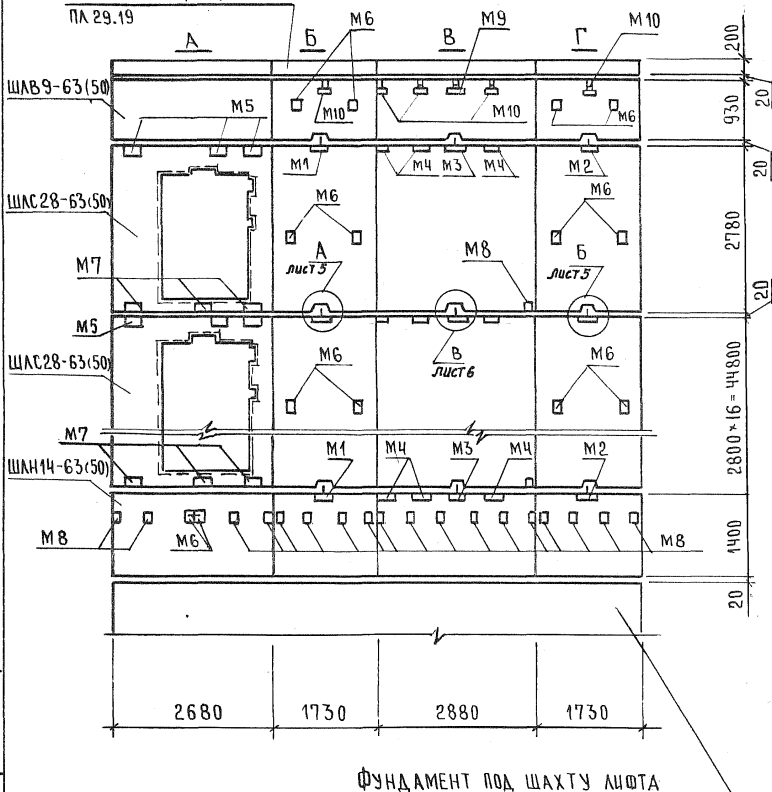 ПЛ 29.19
А Б М6 В М9 Г М10
200
ШЛВ9-63(50)
М5 М10 М10 М6
930 20
М1 М4 М3 М4 М2
20
ШЛС28-63(50)
М6 М6
2780
А
лист 5
М8
Б
лист 5
М7
20
М5
ШЛС28-63(50)
В
лист 6
М6 М6
2800×16=44800
М7
ШЛН14-63(50)
М1 М4 М3 М4 М2
М8 М6 М8
1400
20
2680 1730 2880 1730
ФУНДАМЕНТ ПОД ШАХТУ ЛИФТА